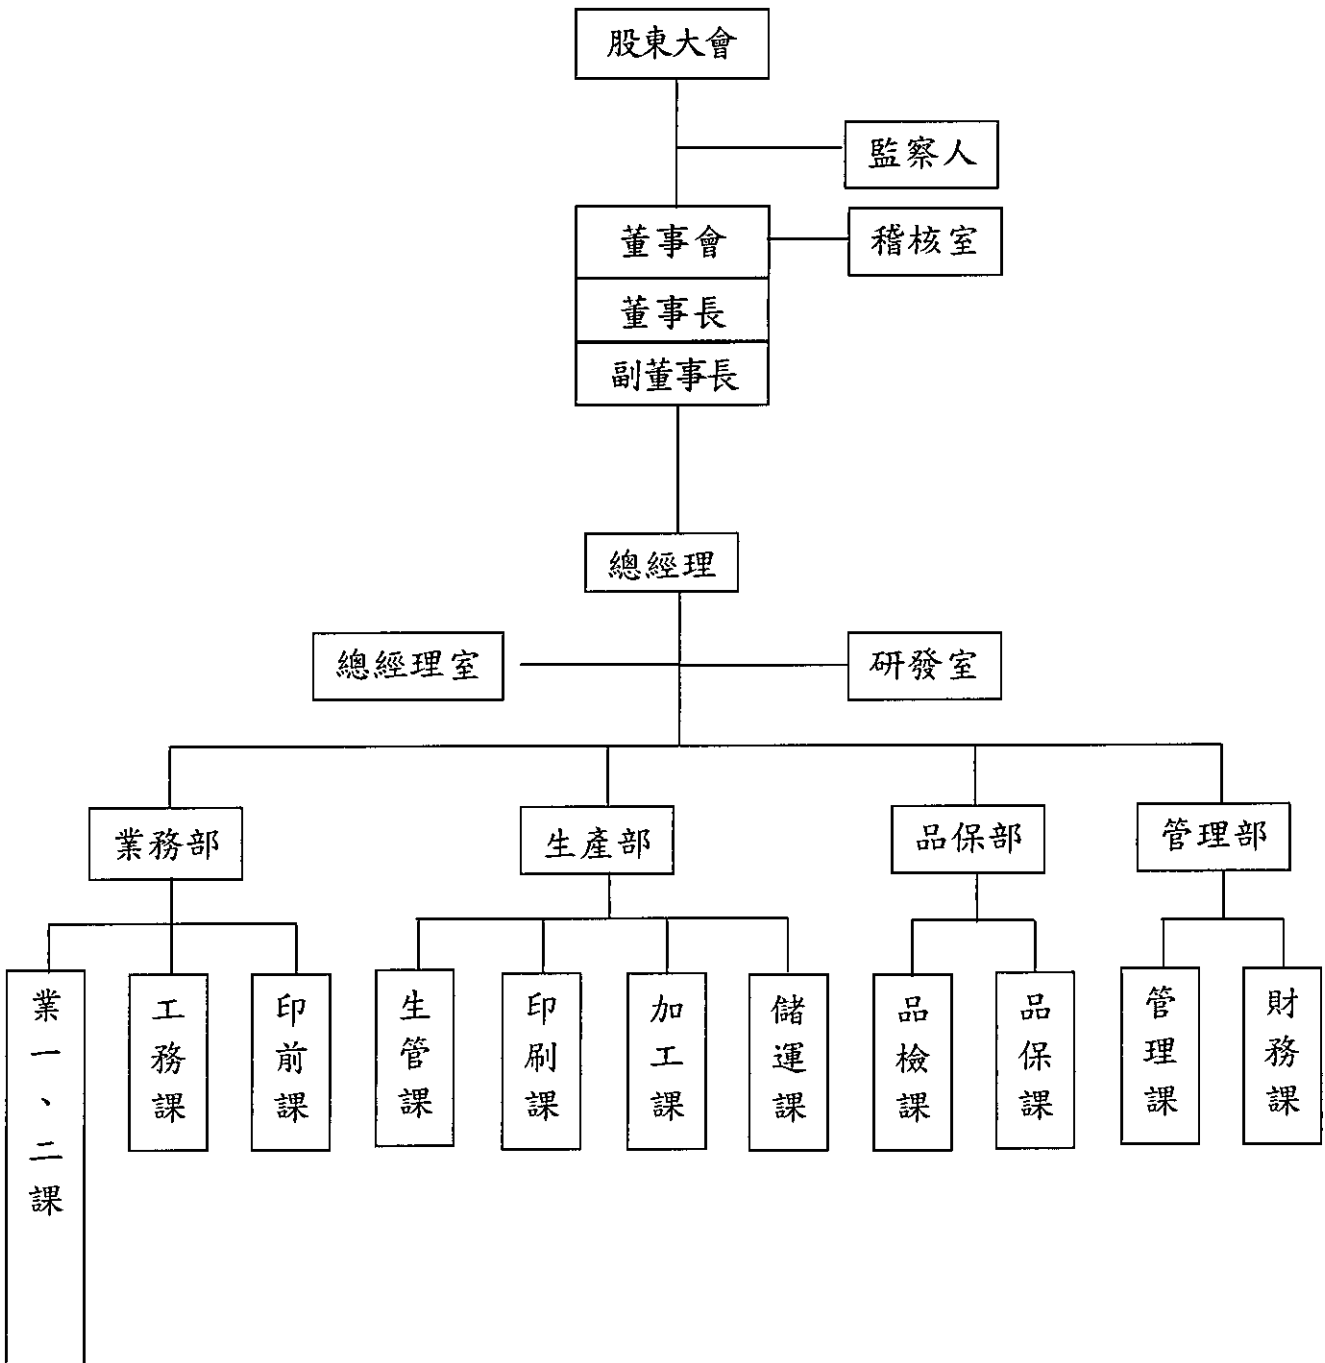 股東大會
監察人
董事會
稽核室
董事長
副董事長
總經理
總經理室
研發室
業務部
生產部
品保部
管理部
業一、二課
工務課
印前課
生管課
印刷課
加工課
儲運課
品檢課
品保課
管理課
財務課